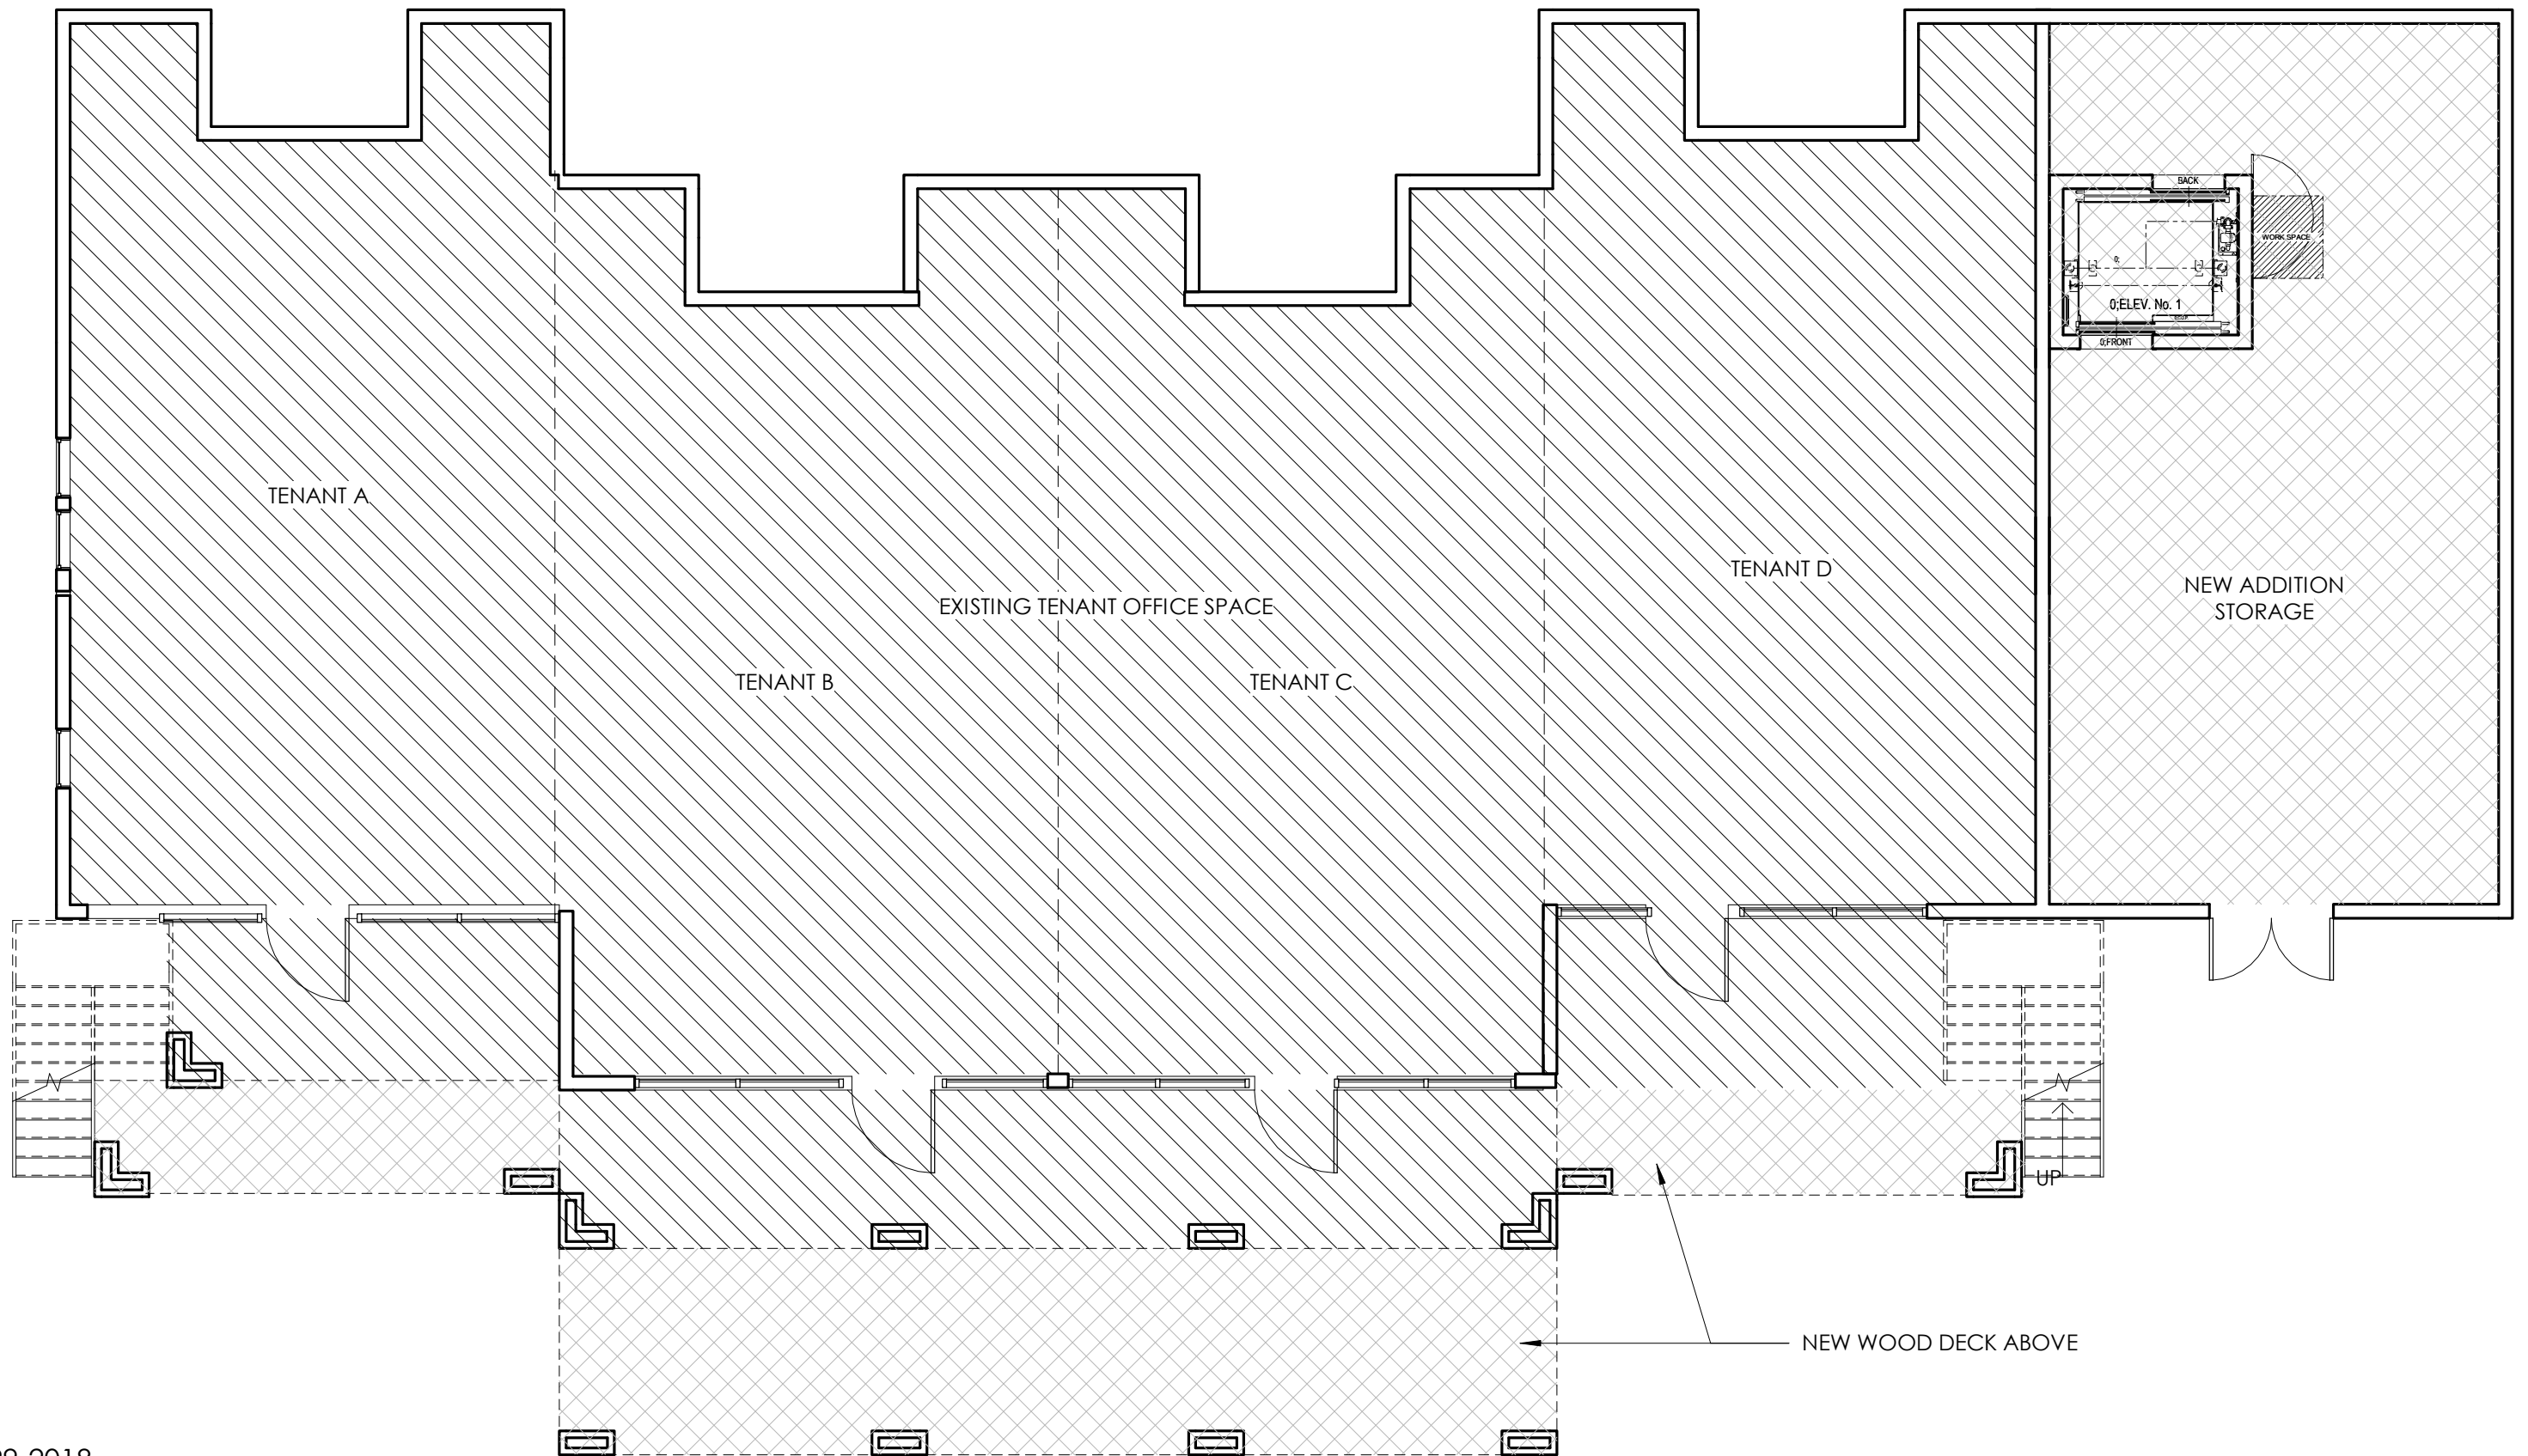 BACK
WORK SPACE
0;
0;ELEV. No. 1
0;FRONT
TENANT A
TENANT D
NEW ADDITION
STORAGE
EXISTING TENANT OFFICE SPACE
TENANT B
TENANT C
UP
NEW WOOD DECK ABOVE